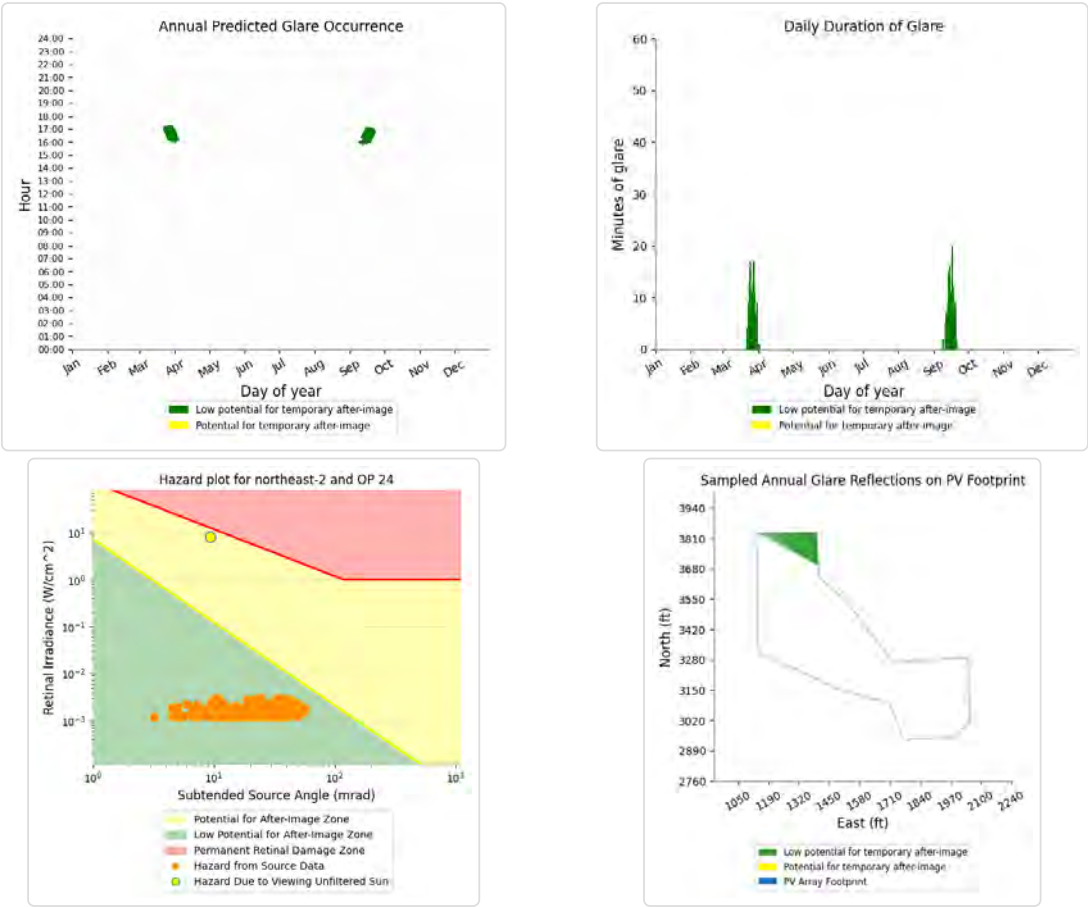 Annual Predicted Glare Occurrence
24:00
23:00
22:00
21:00
20:00
19:00
18:00
17:00
16:00
15:00
14:00
13:00
12:00
11:00
10:00
09:00
08:00
07:00
06:00
05:00
04:00
03:00
02:00
01:00
00:00
Hour
Jan Feb Mar Apr May Jun Jul Aug Sep Oct Nov Dec
Day of year
Low potential for temporary after-image
Potential for temporary after-image
Daily Duration of Glare
60
50
40
30
20
10
0
Minutes of glare
Jan Feb Mar Apr May Jun Jul Aug Sep Oct Nov Dec
Day of year
Low potential for temporary after-image
Potential for temporary after-image
Hazard plot for northeast-2 and OP 24
10^1
10^0
10^-1
10^-2
10^-3
Retinal Irradiance (W/cm^2)
10^0 10^1 10^2 10^3
Subtended Source Angle (mrad)
Potential for After-Image Zone
Low Potential for After-Image Zone
Permanent Retinal Damage Zone
Hazard from Source Data
Hazard Due to Viewing Unfiltered Sun
Sampled Annual Glare Reflections on PV Footprint
3940
3810
3680
3550
3420
3280
3150
3020
2890
2760
North (ft)
1050 1190 1320 1450 1580 1710 1840 1970 2100 2240
East (ft)
Low potential for temporary after-image
Potential for temporary after-image
PV Array Footprint